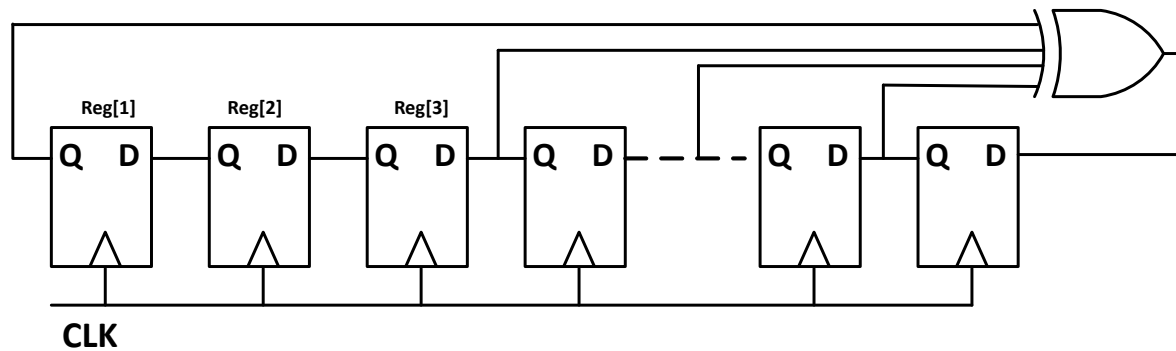 Reg[1] Reg[2] Reg[3]
Q D Q D Q D Q D Q D Q D
CLK